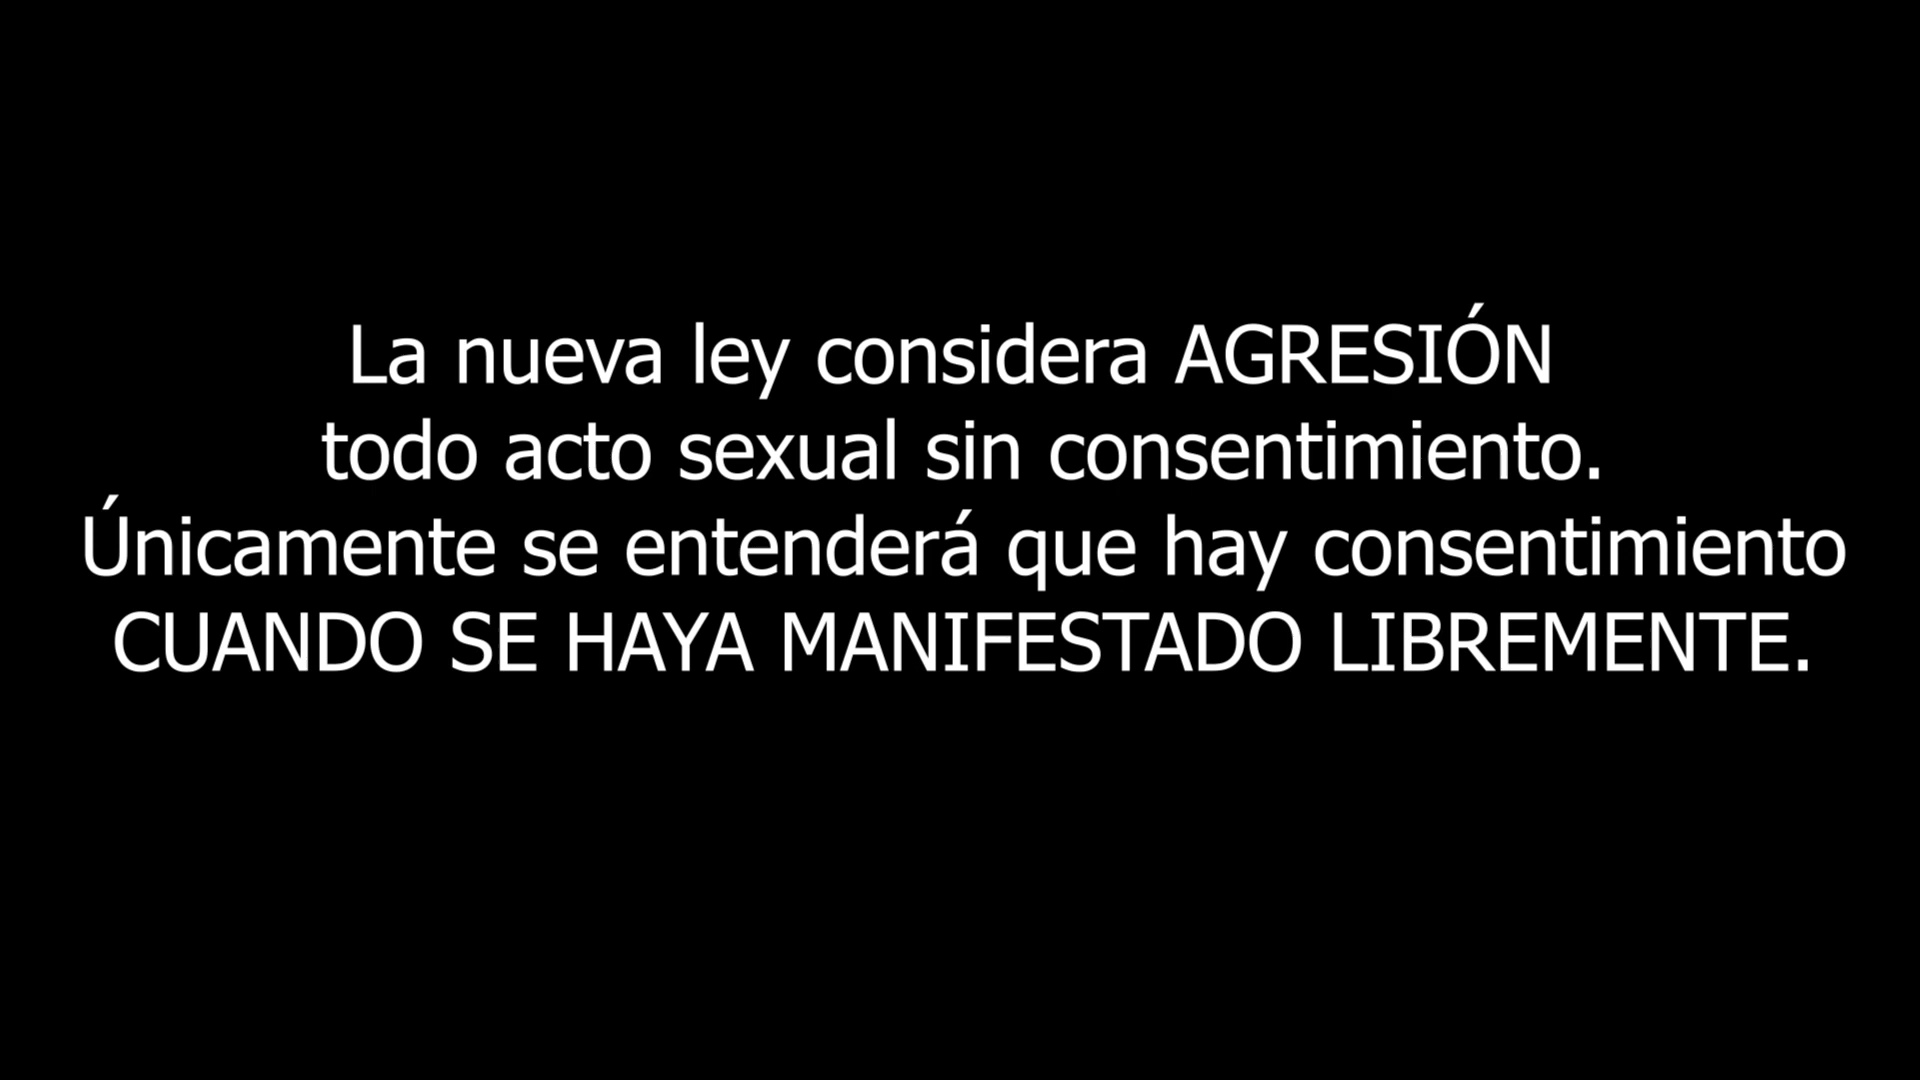 La nueva ley considera AGRESIÓN
todo acto sexual sin consentimiento.
Únicamente se entenderá que hay consentimiento
CUANDO SE HAYA MANIFESTADO LIBREMENTE.